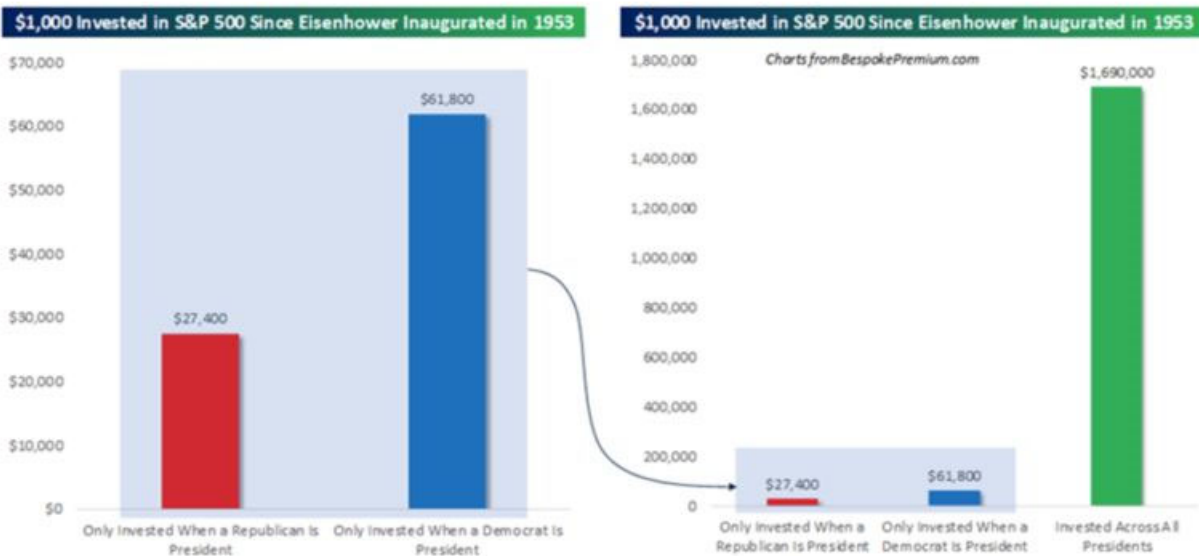 $1,000 Invested in S&P 500 Since Eisenhower Inaugurated in 1953
$70,000
$60,000
$50,000
$40,000
$30,000
$20,000
$10,000
$0
$27,400
$61,800
Only Invested When a Republican Is
President
Only Invested When a Democrat Is
President
$1,000 Invested in S&P 500 Since Eisenhower Inaugurated in 1953
Charts from BespokePremium.com
1,800,000
1,600,000
1,400,000
1,200,000
1,000,000
800,000
600,000
400,000
200,000
0
$27,400
$61,800
$1,690,000
Only Invested When a
Republican Is President
Only Invested When a
Democrat Is President
Invested Across All
Presidents